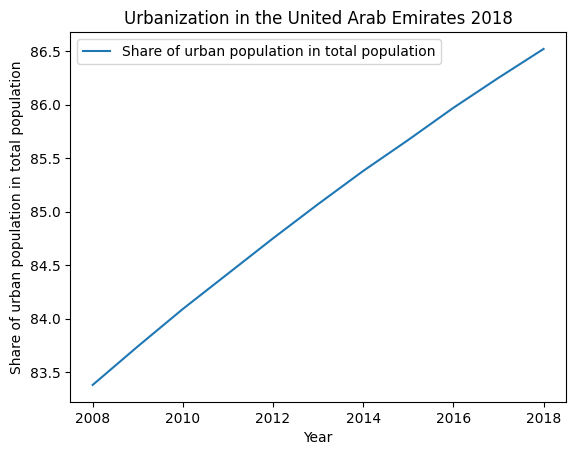 Urbanization in the United Arab Emirates 2018
Share of urban population in total population
Share of urban population in total population
86.5
86.0
85.5
85.0
84.5
84.0
83.5
2008 2010 2012 2014 2016 2018
Year